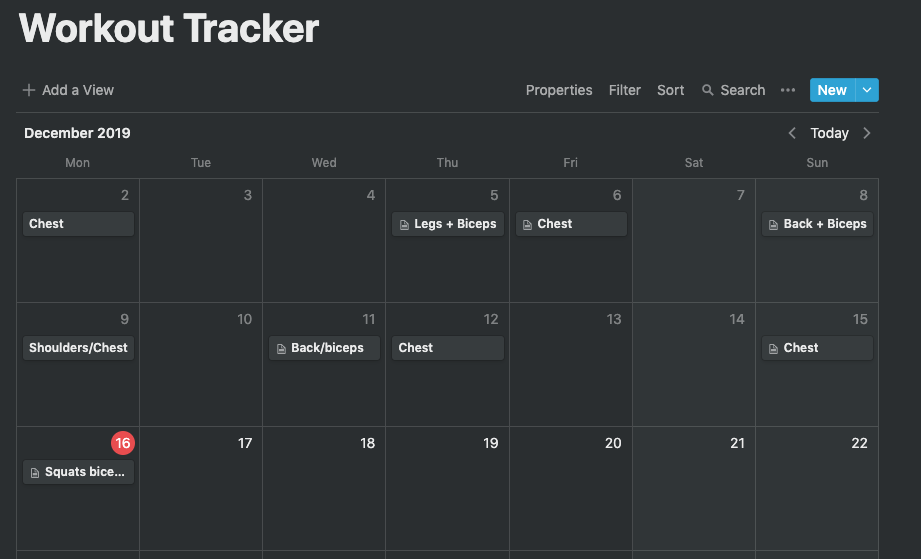 Workout Tracker
Add a View
Properties Filter Sort Search ··· New
December 2019
Today
Mon Tue Wed Thu Fri Sat Sun
2 3 4 5 6 7 8
Chest Legs + Biceps Chest Back + Biceps
9 10 11 12 13 14 15
Shoulders/Chest Back/biceps Chest Chest
16 17 18 19 20 21 22
Squats bice...